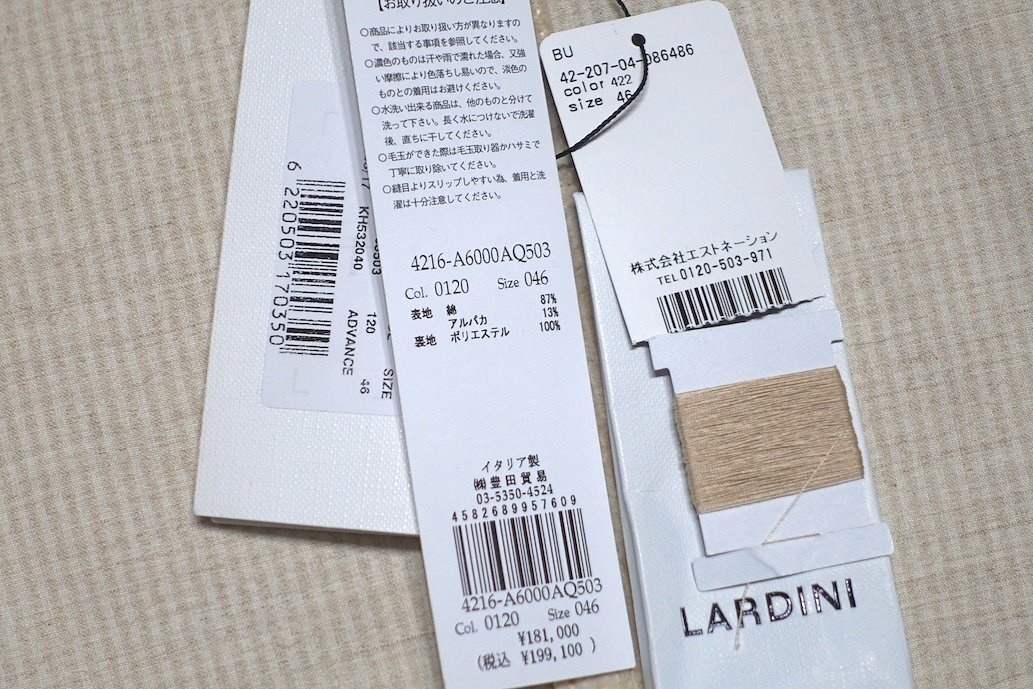 【お取り扱いのご注意】
○商品によりお取り扱い方が異なりますの
で、該当する事項を参照してください。
○濃色のものは汗や雨で濡れた場合、又強
い摩擦により色落ちし易いので、淡色の
ものとの着用はお避けください。
○水洗い出来る商品は、他のものと分けて
洗って下さい。長く水につけないで洗濯
後、直ちに干してください。
○毛玉ができた際は毛玉取り器かハサミで
丁寧に取り除いてください。
○縫目よりスリップしやすい為、着用と洗
濯は十分注意してください。
4216-A6000AQ503
Col. 0120 Size 046
表地 綿 87%
アルパカ 13%
裏地 ポリエステル 100%
イタリア製
㈱豊田貿易
03-5350-4524
4582689957609
4216-A6000AQ503
Col. 0120 Size 046
¥181,000
(税込 ¥199,100 )
6 220503 170350
KH532040
120
ADVANCE
SIZE
46
BU
42-207-04-086486
color 422
size 46
株式会社エストネーション
TEL 0120-503-971
LARDINI